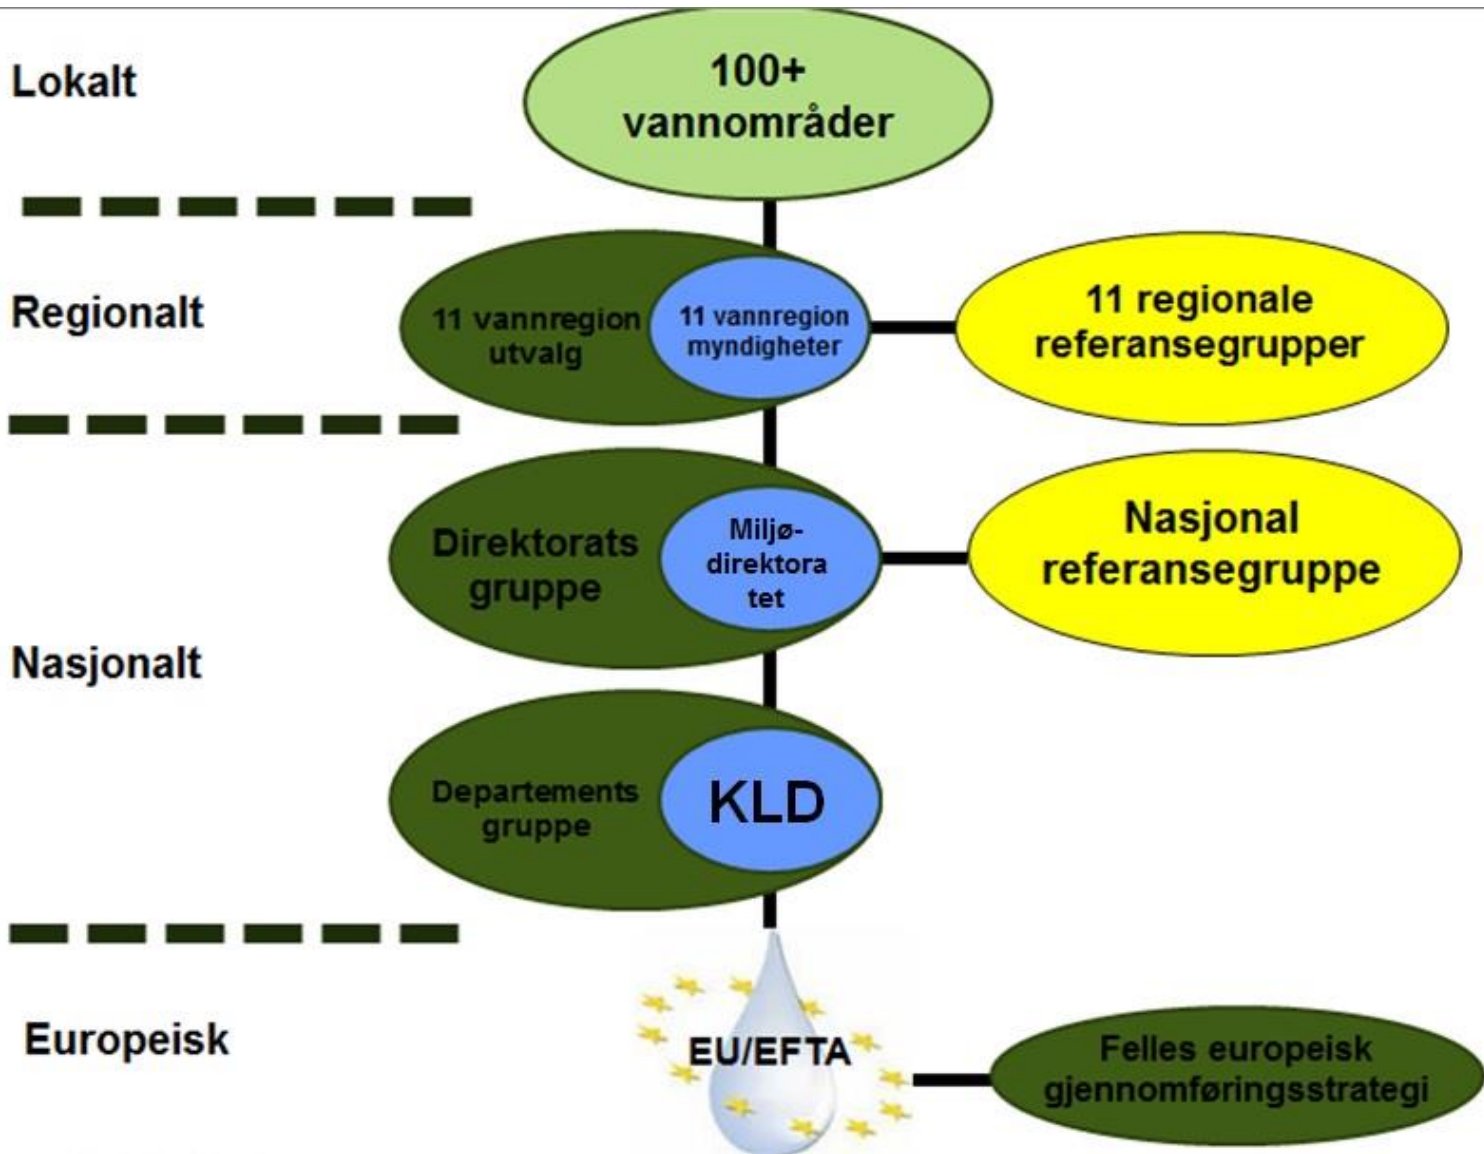 Lokalt
100+
vannområder
Regionalt
11 vannregion
utvalg
11 vannregion
myndigheter
11 regionale
referansegrupper
Nasjonalt
Direktorats
gruppe
Miljø-
direktora
tet
Nasjonal
referansegruppe
Departements
gruppe
KLD
Europeisk
EU/EFTA
Felles europeisk
gjennomføringsstrategi